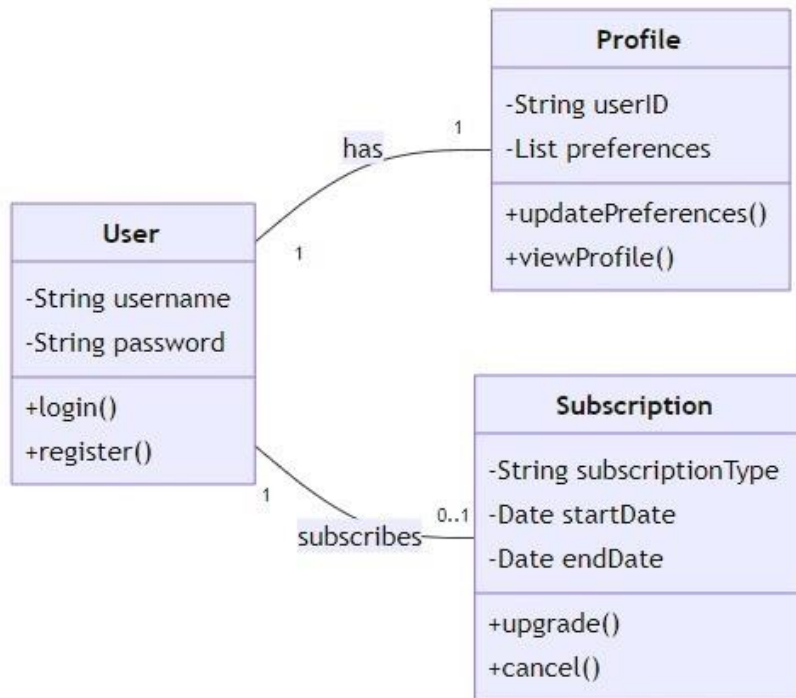 Profile
-String userID
-List preferences
+updatePreferences()
+viewProfile()
has
1
1
User
-String username
-String password
+login()
+register()
1
0..1
subscribes
Subscription
-String subscriptionType
-Date startDate
-Date endDate
+upgrade()
+cancel()